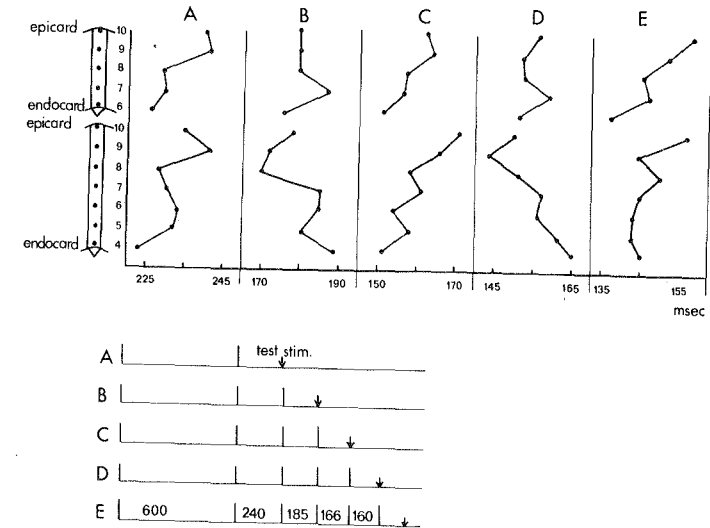 A B C D E
epicard 10
9
8
7
endocard 6
epicard 10
9
8
7
6
5
endocard 4
225 245 170 190 150 170 145 165 135 155
msec
A test stim.
B
C
D
E 600 240 185 166 160